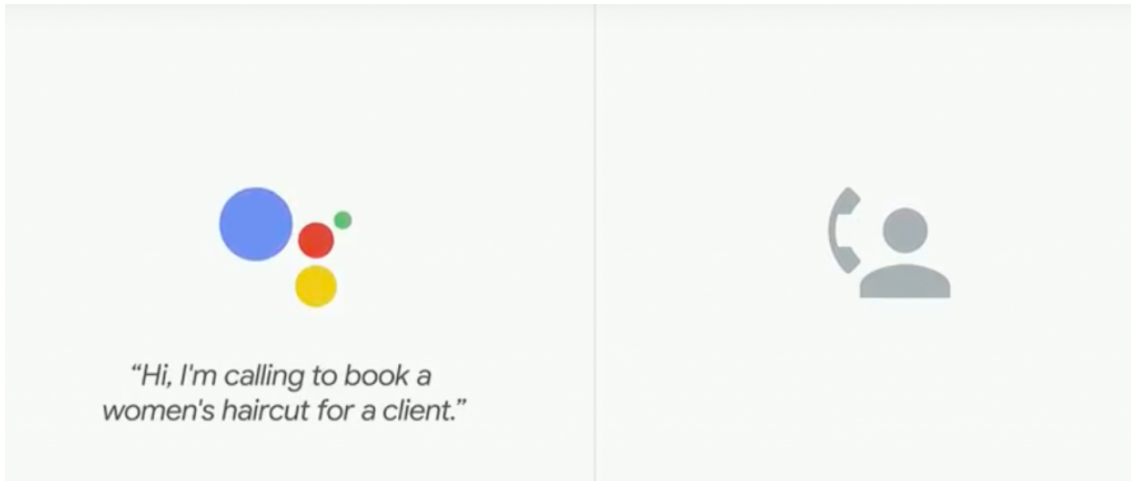 “Hi, I'm calling to book a
women's haircut for a client.”